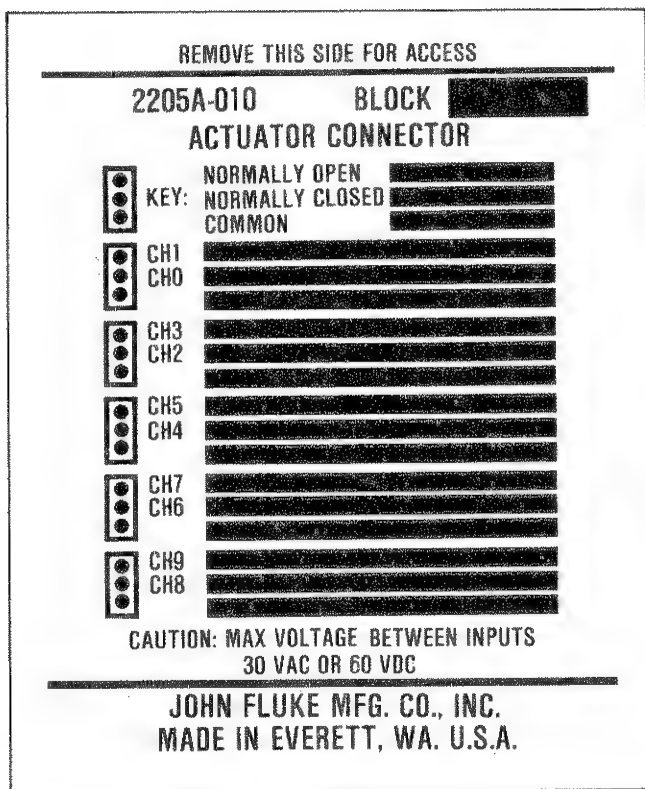 REMOVE THIS SIDE FOR ACCESS
2205A-010 BLOCK
ACTUATOR CONNECTOR
KEY:
NORMALLY OPEN
NORMALLY CLOSED
COMMON
CH1
CH0
CH3
CH2
CH5
CH4
CH7
CH6
CH9
CH8
CAUTION: MAX VOLTAGE BETWEEN INPUTS
30 VAC OR 60 VDC
JOHN FLUKE MFG. CO., INC.
MADE IN EVERETT, WA. U.S.A.